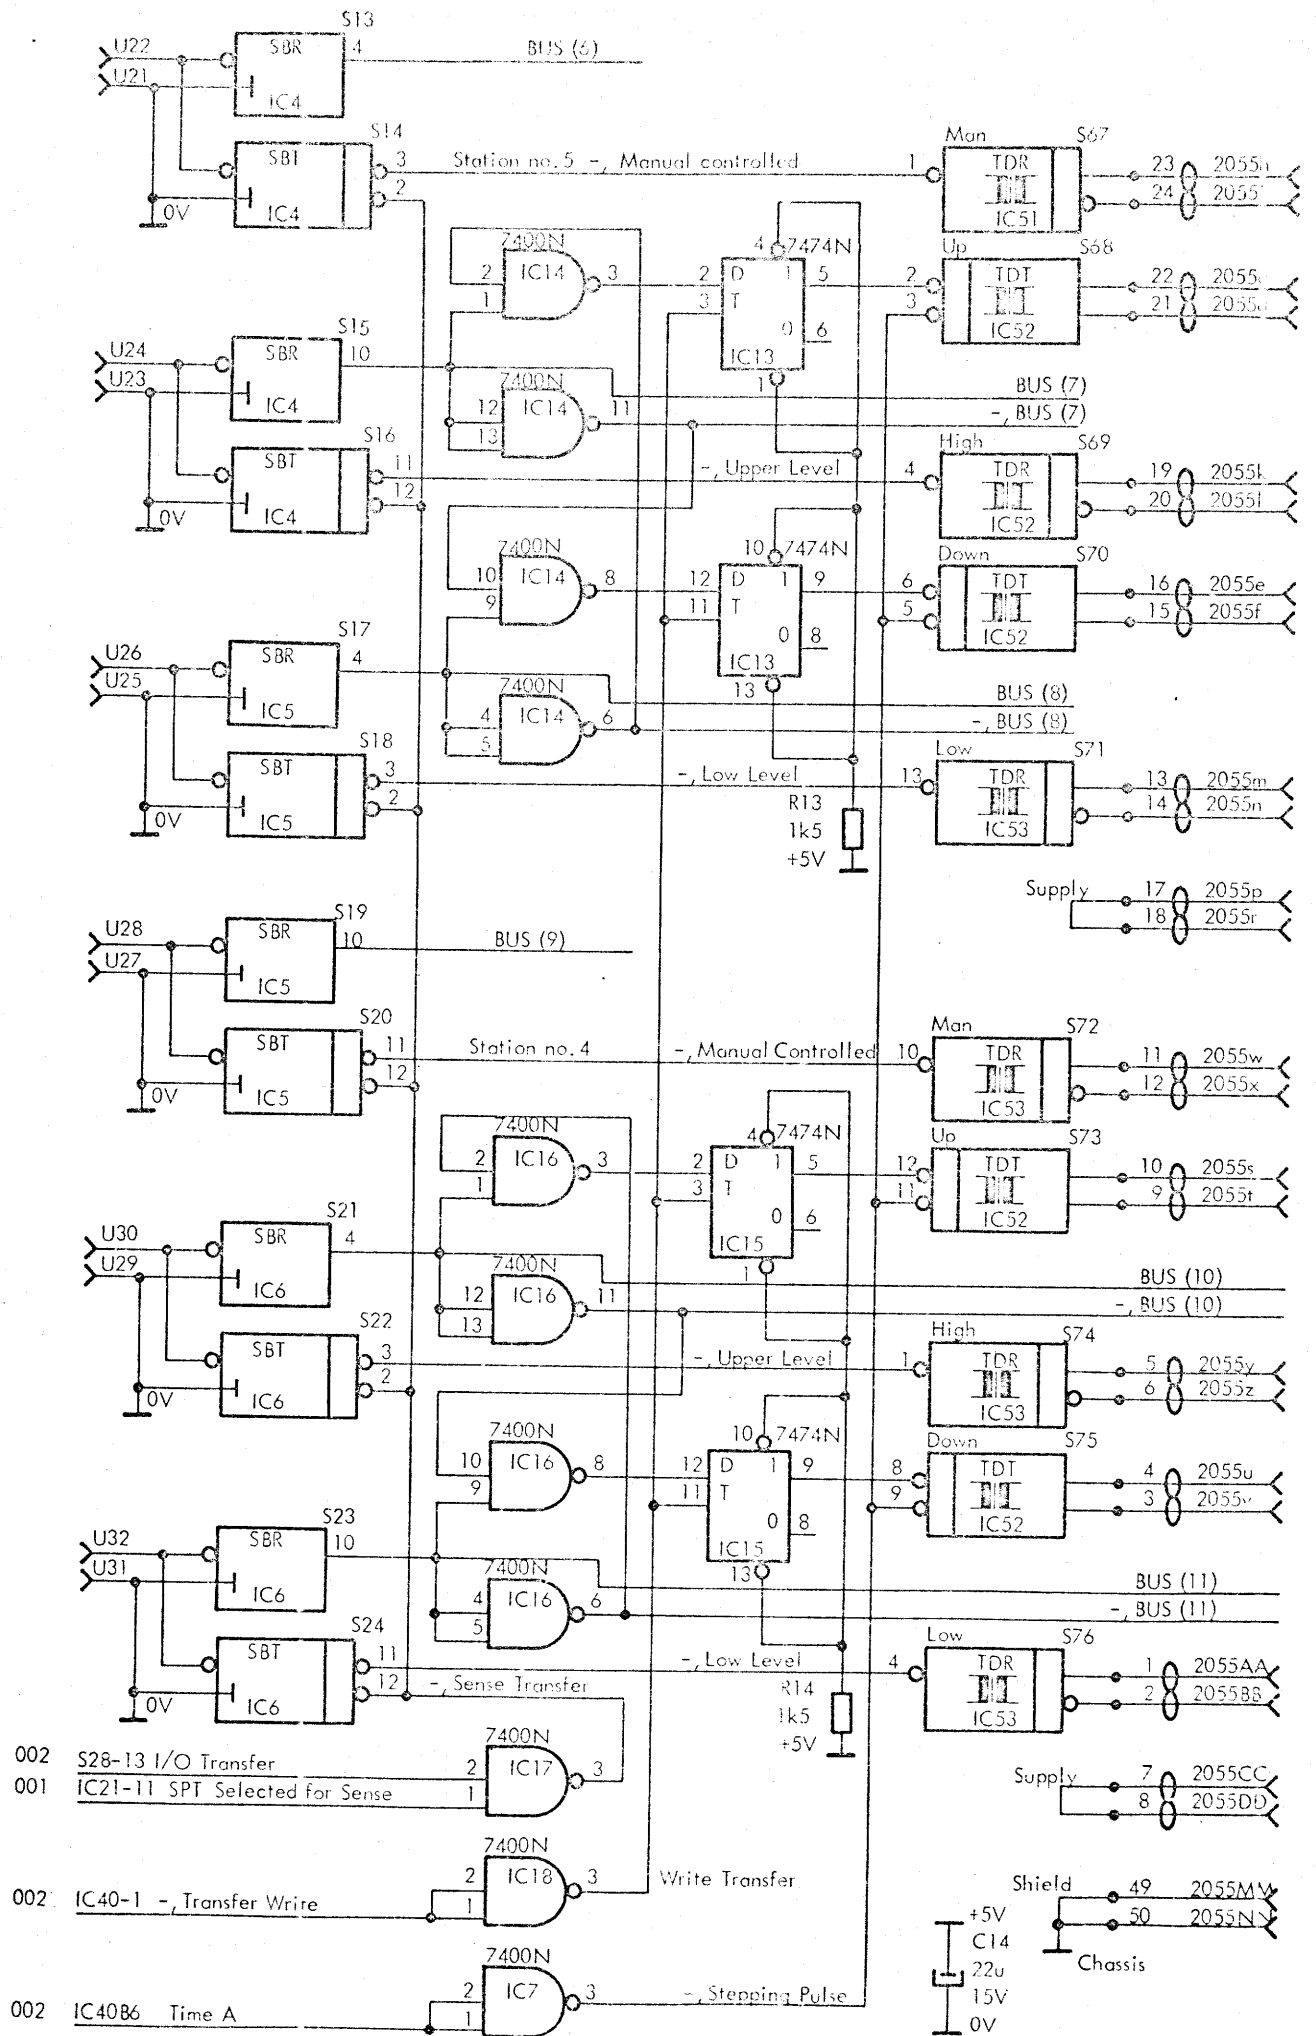 S13
U22 SBR 4 BUS (6)
U21
IC4
S14 Man S67
SBT 3 Station no.5 -, Manual controlled 1 TDR 23 2055h
2 24 2055
0V IC4 IC51
7400N 4 7474N Up S68
2 IC14 3 2 D 1 5 2 TDT 22 2055
1 3 T 3 21 2055
0 6 IC52
S15 IC13
U24 SBR 10 1
U23 7400N BUS (7)
IC4 12 IC14 11 -, BUS (7)
S16 13 High S69
SBT 11 -, Upper Level 4 TDR 19 2055k
12 20 2055l
0V IC4 IC52
7400N 10 7474N Down S70
10 IC14 8 12 D 1 9 6 TDT 16 2055e
9 11 T 5 15 2055f
S17 0 8 IC52
U26 SBR 4 IC13
U25 7400N 13 BUS (8)
IC5 4 IC14 6 -, BUS (8)
S18 5 Low S71
SBT 3 -, Low Level 13 TDR 13 2055m
2 R13 14 2055n
0V IC5 1k5 IC53
+5V
Supply 17 2055p
18 2055r
S19
U28 SBR 10 BUS (9)
U27
IC5
S20 Man S72
SBT 11 Station no.4 -, Manual Controlled 10 TDR 11 2055w
12 12 2055x
0V IC5 IC53
7400N 4 7474N Up S73
2 IC16 3 2 D 1 5 12 TDT 10 2055s
1 3 T 11 9 2055t
S21 0 6 IC52
U30 SBR 4 IC15
U29 7400N 1 BUS (10)
IC6 12 IC16 11 -, BUS (10)
S22 13 High S74
SBT 3 -, Upper Level 1 TDR 5 2055y
2 6 2055z
0V IC6 IC53
7400N 10 7474N Down S75
10 IC16 8 12 D 1 9 8 TDT 4 2055u
9 11 T 9 3 2055v
S23 0 8 IC52
U32 SBR 10 IC15
U31 7400N 13 BUS (11)
IC6 4 IC16 6 -, BUS (11)
S24 5 Low S76
SBT 11 -, Low Level 4 TDR 1 2055AA
12 -, Sense Transfer R14 2 2055BB
0V IC6 1k5 IC53
7400N +5V
002 S28-13 I/O Transfer 2 IC17 3 Supply 7 2055CC
001 IC21-11 SPT Selected for Sense 1 8 2055DD
7400N
2 IC18 3 Write Transfer Shield 49 2055MM
002 IC40-1 -, Transfer Write 1 +5V 50 2055NN
7400N C14 Chassis
2 IC7 3 -, Stepping Pulse 22u
002 IC40B6 Time A 1 15V
0V